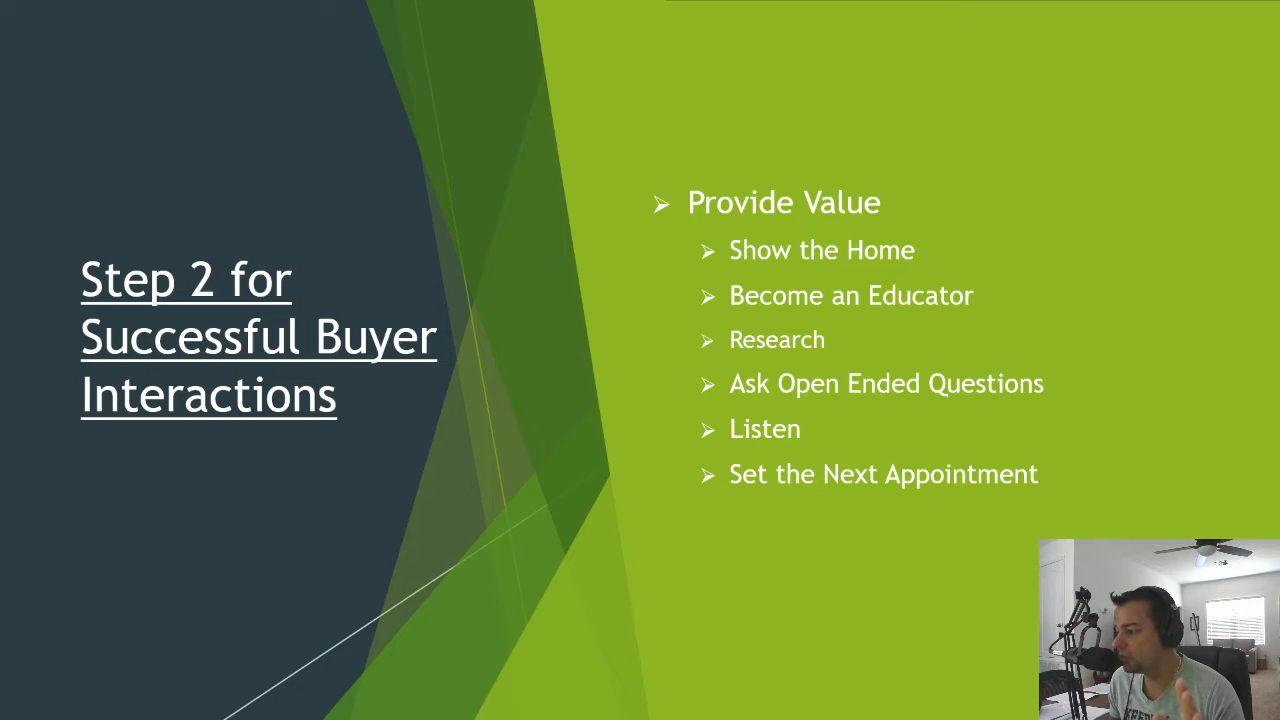 Step 2 for
Successful Buyer
Interactions
Provide Value
Show the Home
Become an Educator
Research
Ask Open Ended Questions
Listen
Set the Next Appointment